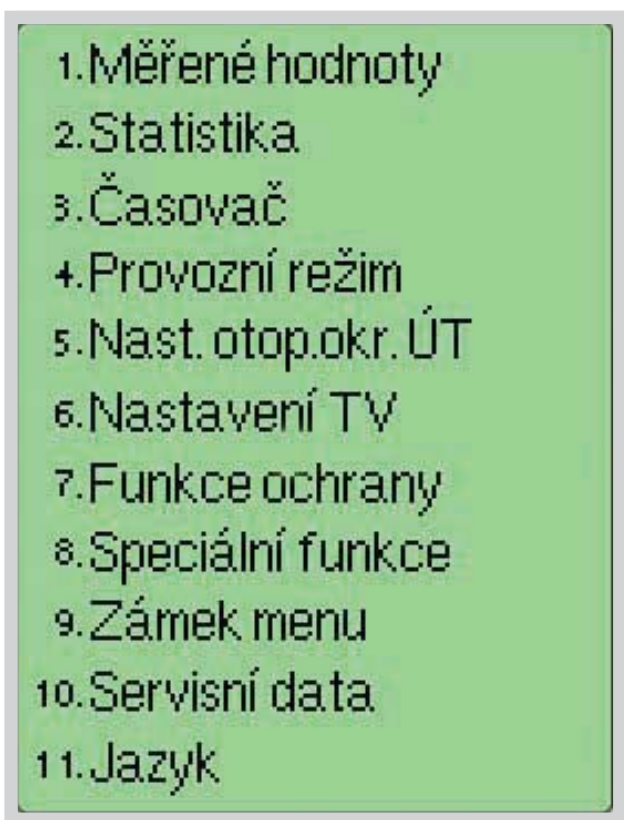 1.Měřené hodnoty
2.Statistika
3.Časovač
4.Provozní režim
5.Nast. otop.okr. ÚT
6.Nastavení TV
7.Funkce ochrany
8.Speciální funkce
9.Zámek menu
10.Servisní data
11.Jazyk